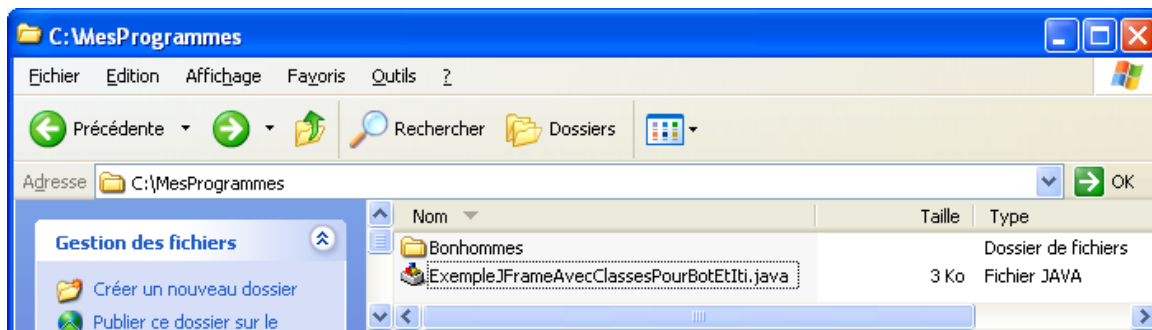 C:\MesProgrammes
Fichier Edition Affichage Favoris Outils ?
Précédente Rechercher Dossiers
Adresse C:\MesProgrammes OK
Nom Taille Type
Gestion des fichiers
Bonhommes Dossier de fichiers
ExempleJFrameAvecClassesPourBotEtIti.java 3 Ko Fichier JAVA
Créer un nouveau dossier
Publier ce dossier sur le